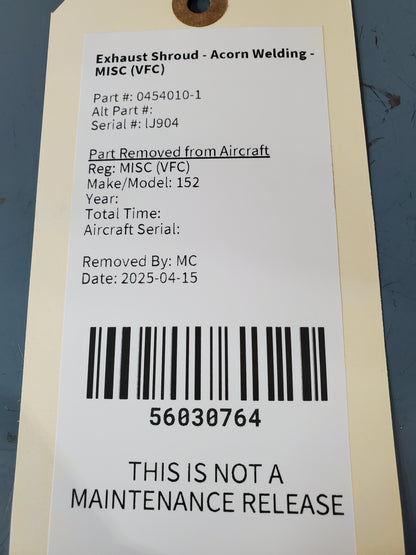 Exhaust Shroud - Acorn Welding -
MISC (VFC)
Part #: 0454010-1
Alt Part #:
Serial #: IJ904
Part Removed from Aircraft
Reg: MISC (VFC)
Make/Model: 152
Year:
Total Time:
Aircraft Serial:
Removed By: MC
Date: 2025-04-15
56030764
THIS IS NOT A
MAINTENANCE RELEASE